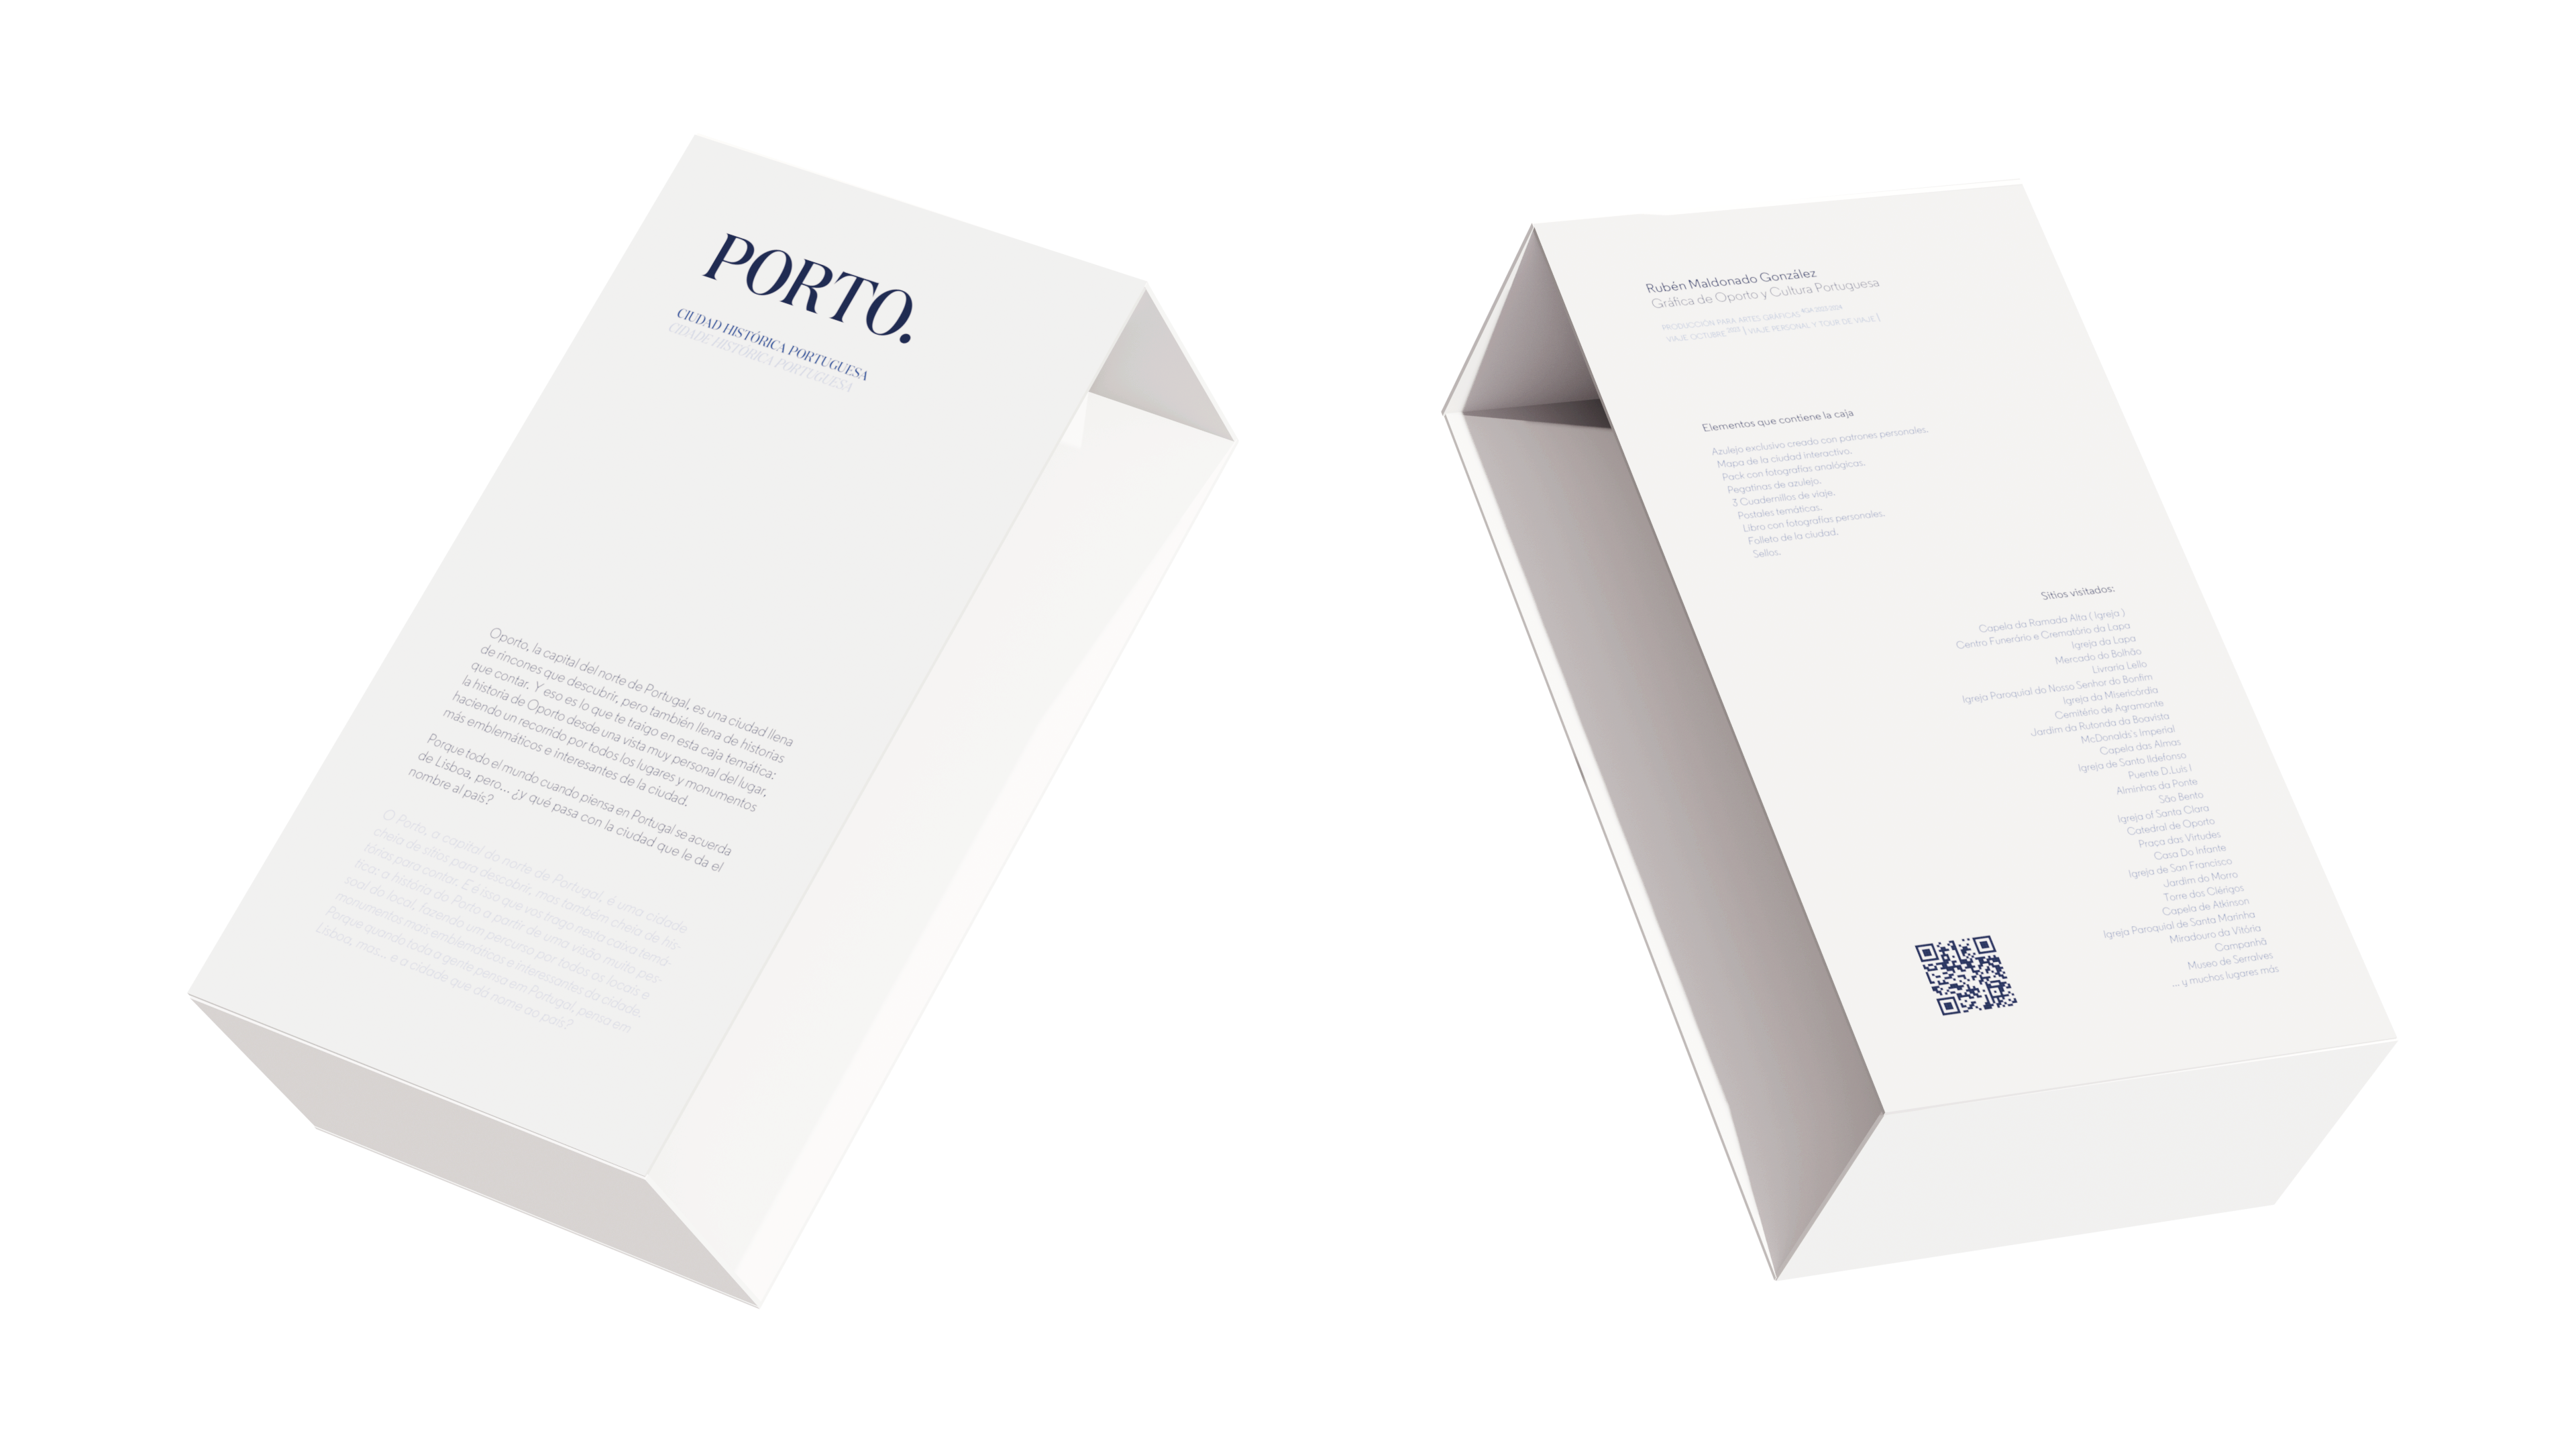 PORTO.
CIUDAD HISTÓRICA PORTUGUESA
CIDADE HISTÓRICA PORTUGUESA
Oporto, la capital del norte de Portugal, es una ciudad llena
de rincones que descubrir, pero también llena de historias
que contar. Y eso es lo que te traigo en esta caja temática:
la historia de Oporto desde una vista muy personal del lugar,
haciendo un recorrido por todos los lugares y monumentos
más emblemáticos e interesantes de la ciudad.
Porque todo el mundo cuando piensa en Portugal se acuerda
de Lisboa, pero... ¿y qué pasa con la ciudad que le da el
nombre al país?
O Porto, a capital do norte de Portugal, é uma cidade
cheia de sítios para descobrir, mas também cheia de his-
tórias para contar. E é isso que vos trago nesta caixa temá-
tica: a história do Porto a partir de uma visão muito pes-
soal do local, fazendo um percurso por todos os locais e
monumentos mais emblemáticos e interessantes da cidade.
Porque quando toda a gente pensa em Portugal, pensa em
Lisboa, mas... e a cidade que dá nome ao país?
Rubén Maldonado González
Gráfica de Oporto y Cultura Portuguesa
PRODUCCIÓN PARA ARTES GRÁFICAS
VIAJE OCTUBRE 2023 | VIAJE PERSONAL Y TOUR DE VIAJE |
Elementos que contiene la caja
Azulejo exclusivo creado con patrones personales.
Mapa de la ciudad interactivo.
Pack con fotografías analógicas.
Pegatinas de azulejo.
3 Cuadernillos de viaje.
Postales temáticas.
Libro con fotografías personales.
Folleto de la ciudad.
Sellos.
Sitios visitados:
Capela da Ramada Alta ( Igreja )
Centro Funerário e Crematório da Lapa
Igreja da Lapa
Mercado do Bolhão
Livraria Lello
Igreja Paroquial do Nosso Senhor do Bonfim
Igreja da Misericórdia
Cemitério de Agramonte
Jardim da Rutonda da Boavista
McDonalds's Imperial
Capela das Almas
Igreja de Santo Ildefonso
Puente D.Luis I
Alminhas da Ponte
São Bento
Igreja of Santa Clara
Catedral de Oporto
Praça das Virtudes
Casa Do Infante
Igreja de San Francisco
Jardim do Morro
Torre dos Clérigos
Capela de Atkinson
Igreja Paroquial de Santa Marinha
Miradouro da Vitória
Campanhã
Museo de Serralves
... y muchos lugares más